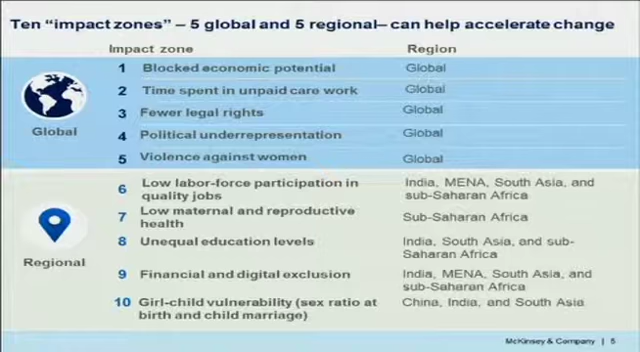 Ten “impact zones” – 5 global and 5 regional– can help accelerate change
Impact zone Region
1 Blocked economic potential Global
2 Time spent in unpaid care work Global
3 Fewer legal rights Global
Global
4 Political underrepresentation Global
5 Violence against women Global
6 Low labor-force participation in quality jobs India, MENA, South Asia, and sub-Saharan Africa
7 Low maternal and reproductive health Sub-Saharan Africa
8 Unequal education levels India, South Asia, and sub-Saharan Africa
Regional
9 Financial and digital exclusion India, MENA, South Asia, and sub-Saharan Africa
10 Girl-child vulnerability (sex ratio at birth and child marriage) China, India, and South Asia
McKinsey & Company | 5